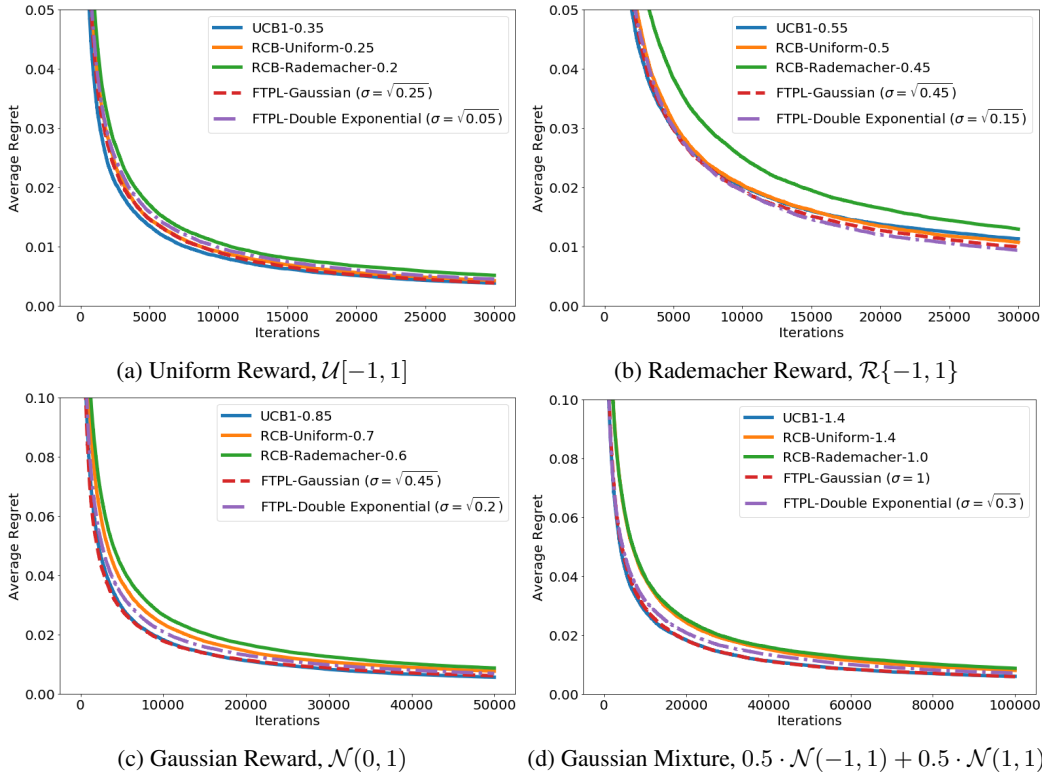 0.05
0.04
0.03
0.02
0.01
0.00
Average Regret
UCB1-0.35
RCB-Uniform-0.25
RCB-Rademacher-0.2
FTPL-Gaussian (σ = √0.25)
FTPL-Double Exponential (σ = √0.05)
0 5000 10000 15000 20000 25000 30000
Iterations
(a) Uniform Reward, 𝒰[−1, 1]
0.05
0.04
0.03
0.02
0.01
0.00
Average Regret
UCB1-0.55
RCB-Uniform-0.5
RCB-Rademacher-0.45
FTPL-Gaussian (σ = √0.45)
FTPL-Double Exponential (σ = √0.15)
0 5000 10000 15000 20000 25000 30000
Iterations
(b) Rademacher Reward, ℛ{−1, 1}
0.10
0.08
0.06
0.04
0.02
0.00
Average Regret
UCB1-0.85
RCB-Uniform-0.7
RCB-Rademacher-0.6
FTPL-Gaussian (σ = √0.45)
FTPL-Double Exponential (σ = √0.2)
0 10000 20000 30000 40000 50000
Iterations
(c) Gaussian Reward, 𝒩(0, 1)
0.10
0.08
0.06
0.04
0.02
0.00
Average Regret
UCB1-1.4
RCB-Uniform-1.4
RCB-Rademacher-1.0
FTPL-Gaussian (σ = 1)
FTPL-Double Exponential (σ = √0.3)
0 20000 40000 60000 80000 100000
Iterations
(d) Gaussian Mixture, 0.5 · 𝒩(−1, 1) + 0.5 · 𝒩(1, 1)